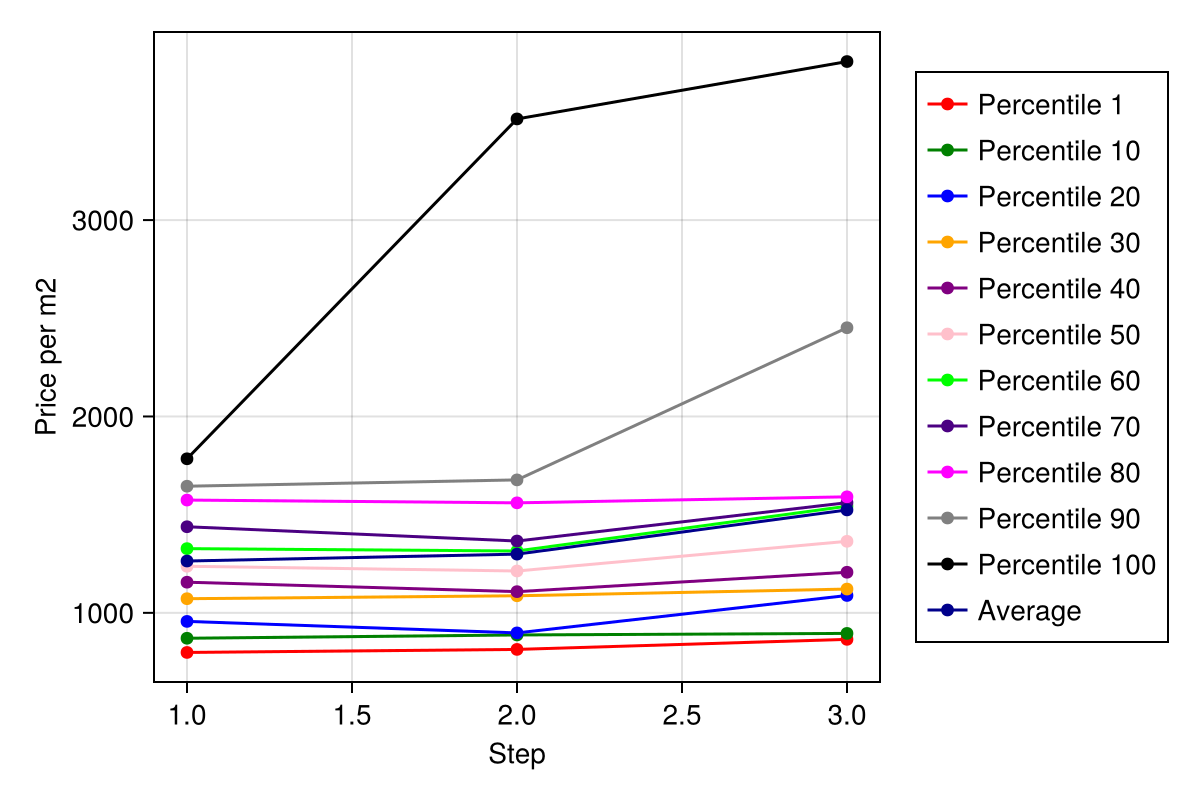 3000
2000
1000
Price per m2
1.0
1.5
2.0
2.5
3.0
Step
Percentile 1
Percentile 10
Percentile 20
Percentile 30
Percentile 40
Percentile 50
Percentile 60
Percentile 70
Percentile 80
Percentile 90
Percentile 100
Average